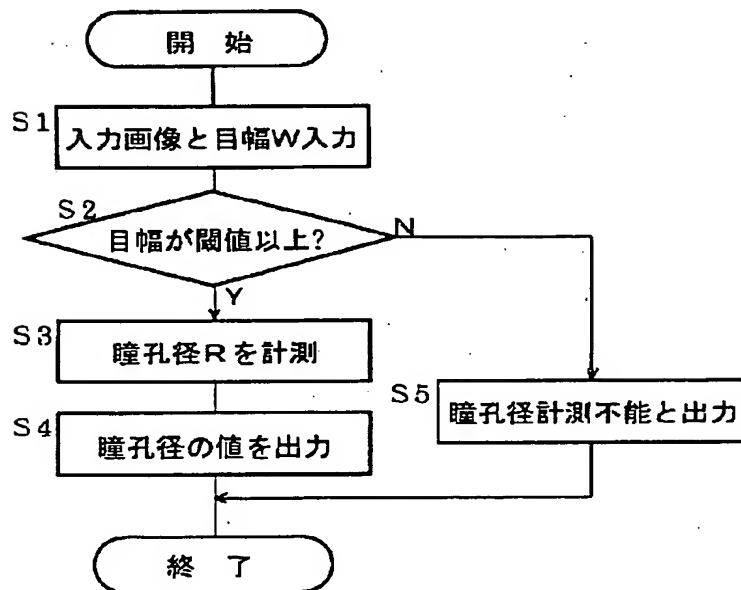 開始
S1
入力画像と目幅W入力
S2
目幅が閾値以上?
N
Y
S3
瞳孔径Rを計測
S5
瞳孔径計測不能と出力
S4
瞳孔径の値を出力
終了